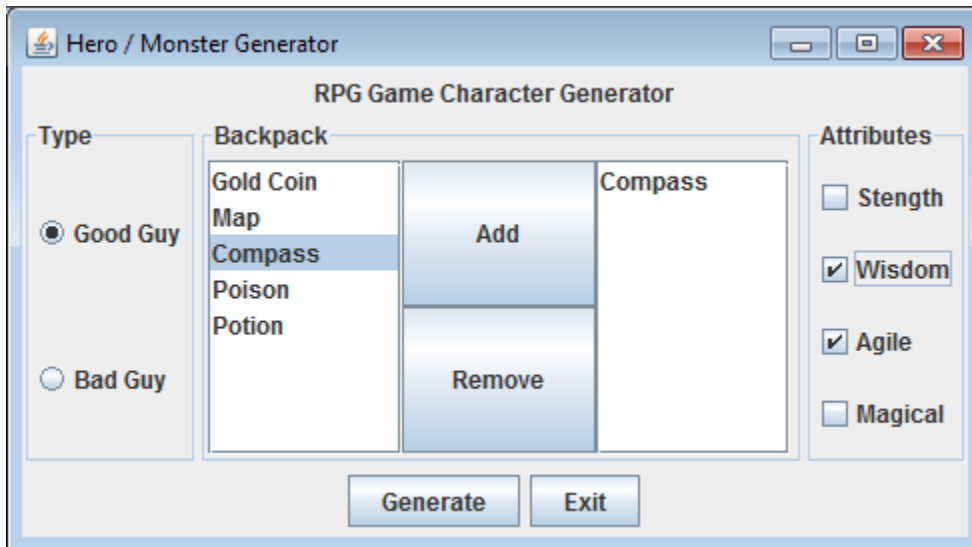 Hero / Monster Generator
RPG Game Character Generator
Type
Good Guy
Bad Guy
Backpack
Gold Coin
Map
Compass
Poison
Potion
Add
Remove
Compass
Attributes
Stength
Wisdom
Agile
Magical
Generate
Exit